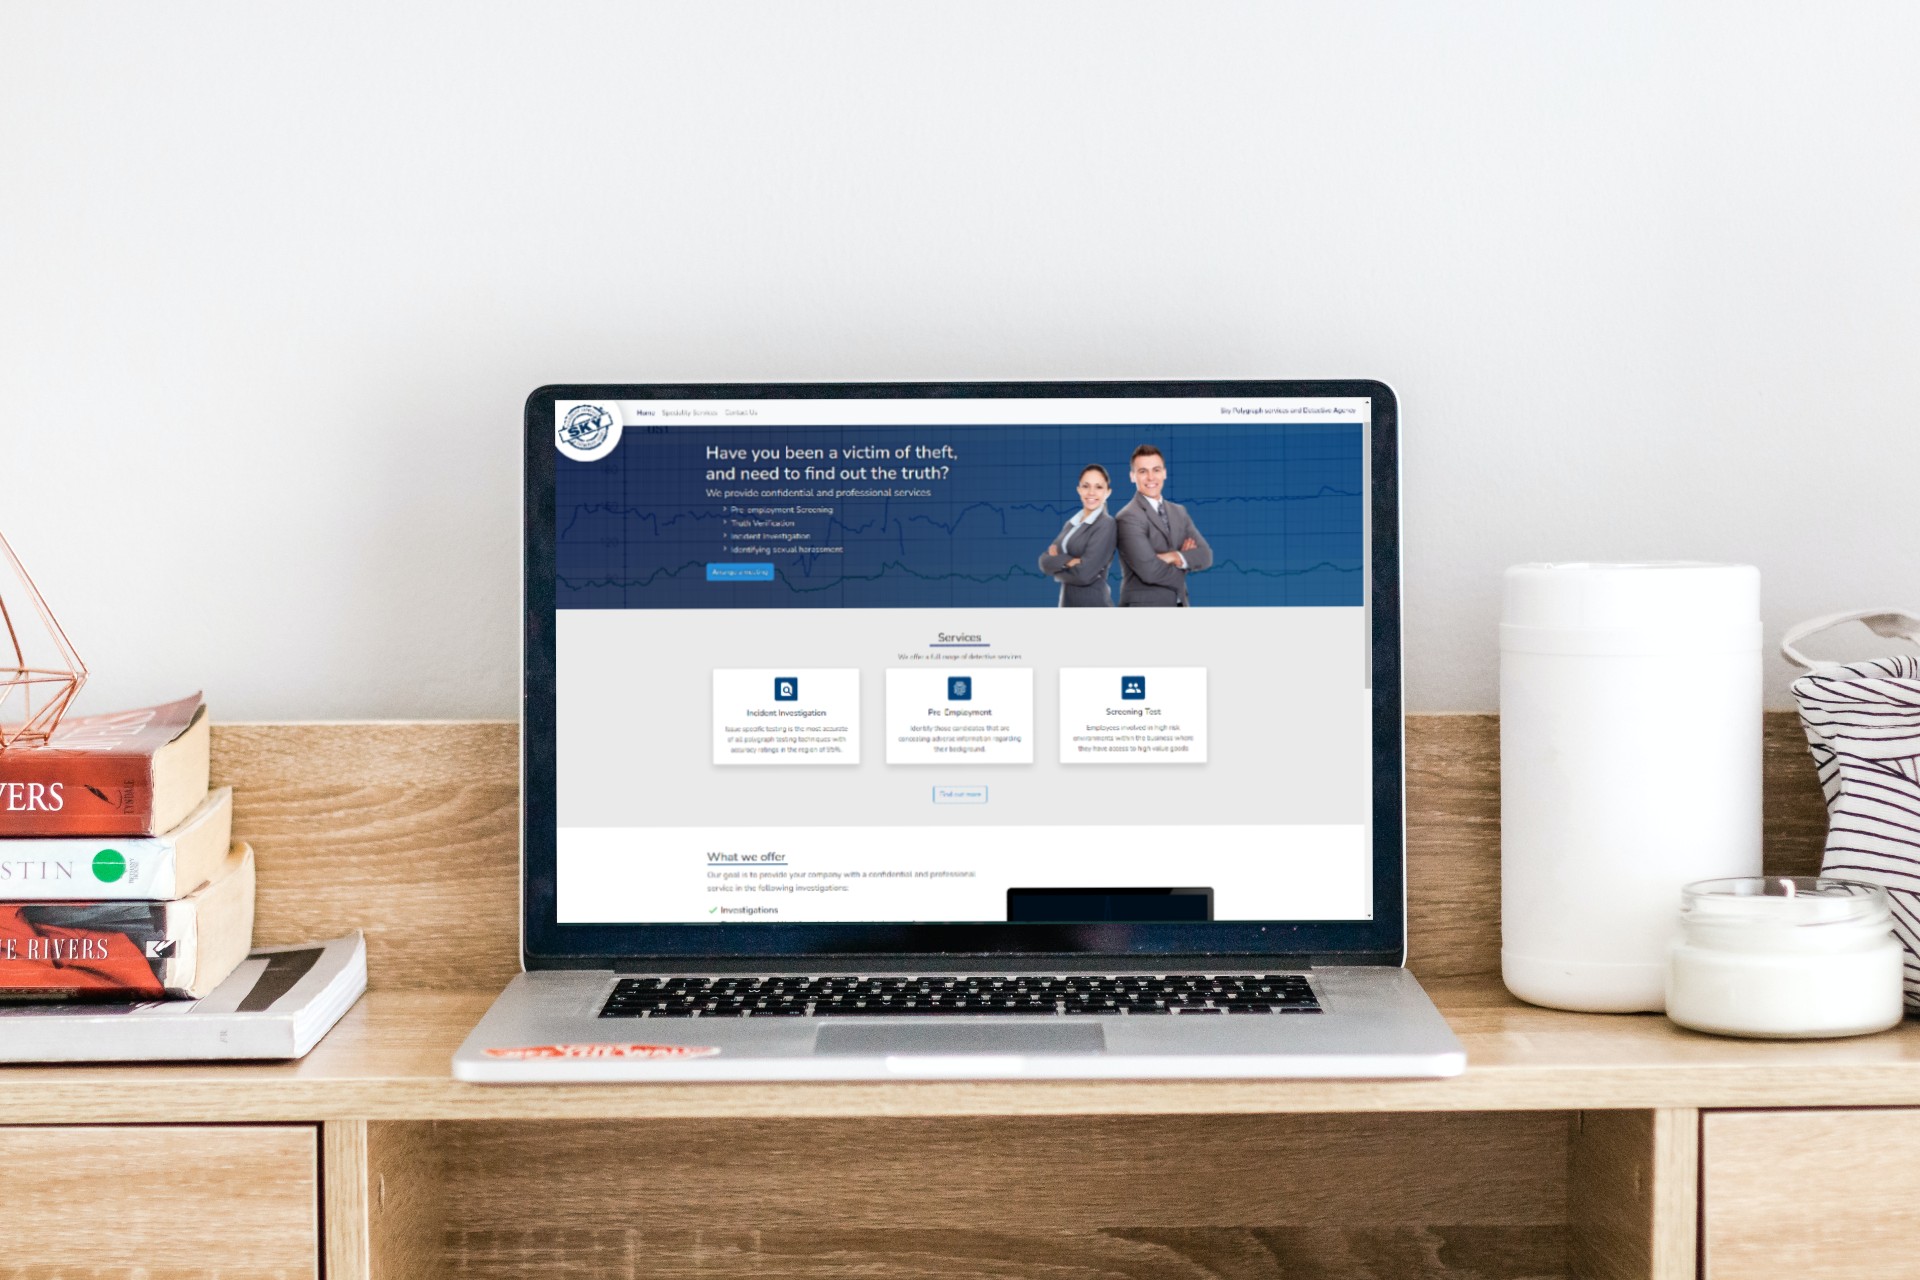 SKY
Home Speciality Services Contact Us
Sky Polygraph services and Detective Agency
Have you been a victim of theft,
and need to find out the truth?
We provide confidential and professional services
Pre-employment Screening
Truth Verification
Incident Investigation
Identifying sexual harassment
Arrange a meeting
Services
We offer a full range of detective services
Incident Investigation
Issue specific testing is the most accurate
of all polygraph testing techniques with
accuracy ratings in the region of
Pre Employment
Identify those candidates that are
concealing adverse information regarding
their background.
Screening Test
Employees involved in high risk
environments within the business where
they have access to high value goods
Find out more
What we offer
Our goal is to provide your company with a confidential and professional
service in the following investigations:
Investigations
VERS
TYNDALE
STIN
E RIVERS